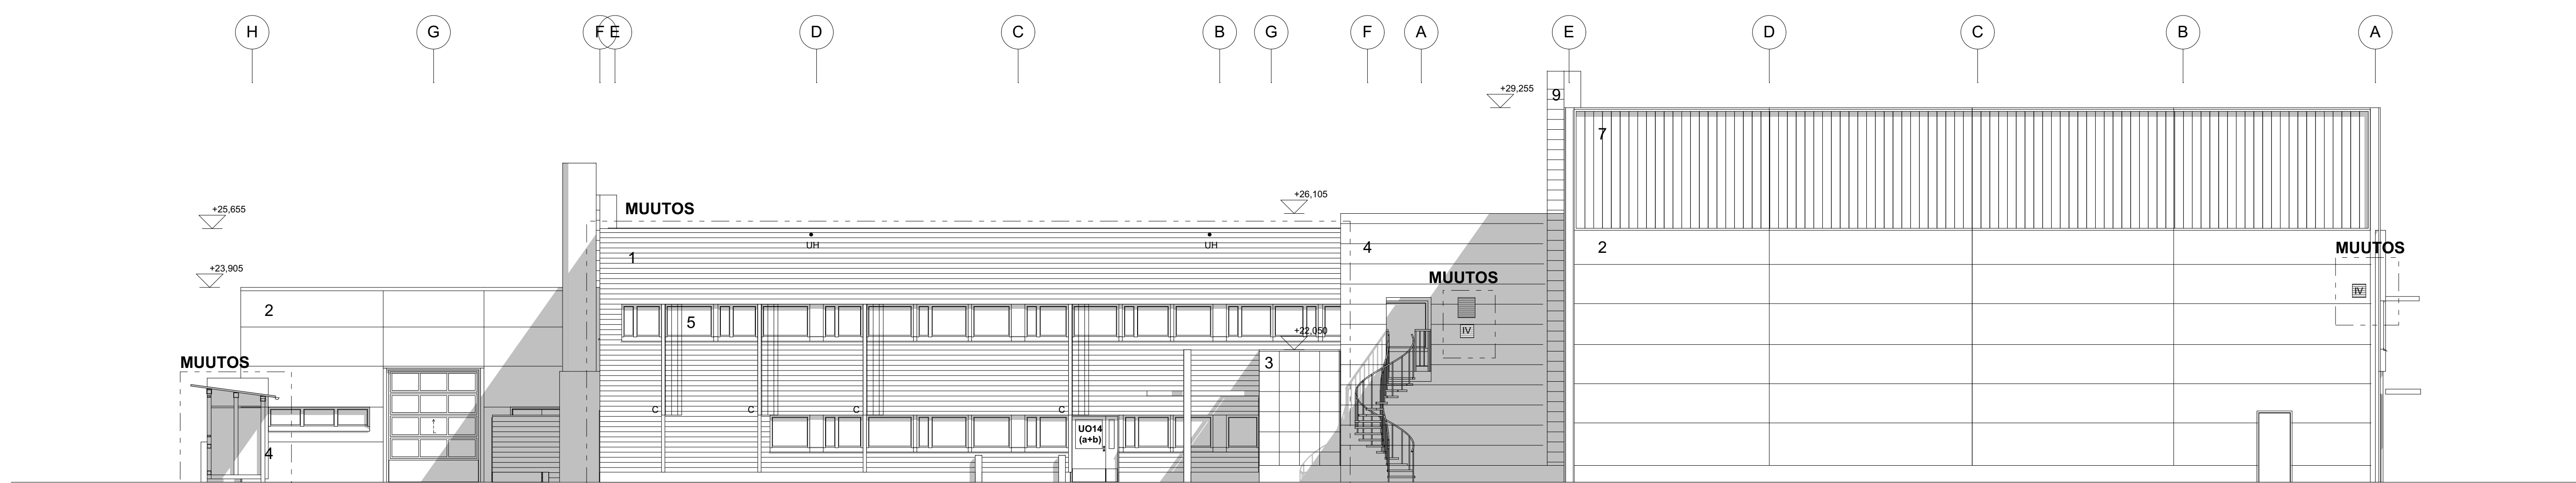 H G F E D C B G F A E D C B A
+29,255
9
7
+26,105
+25,655
MUUTOS
UH UH
1
4
2
MUUTOS
+23,905
MUUTOS
IV
2
5
+22,050
IV
3
MUUTOS
C C C C
UO14
(a+b)
4